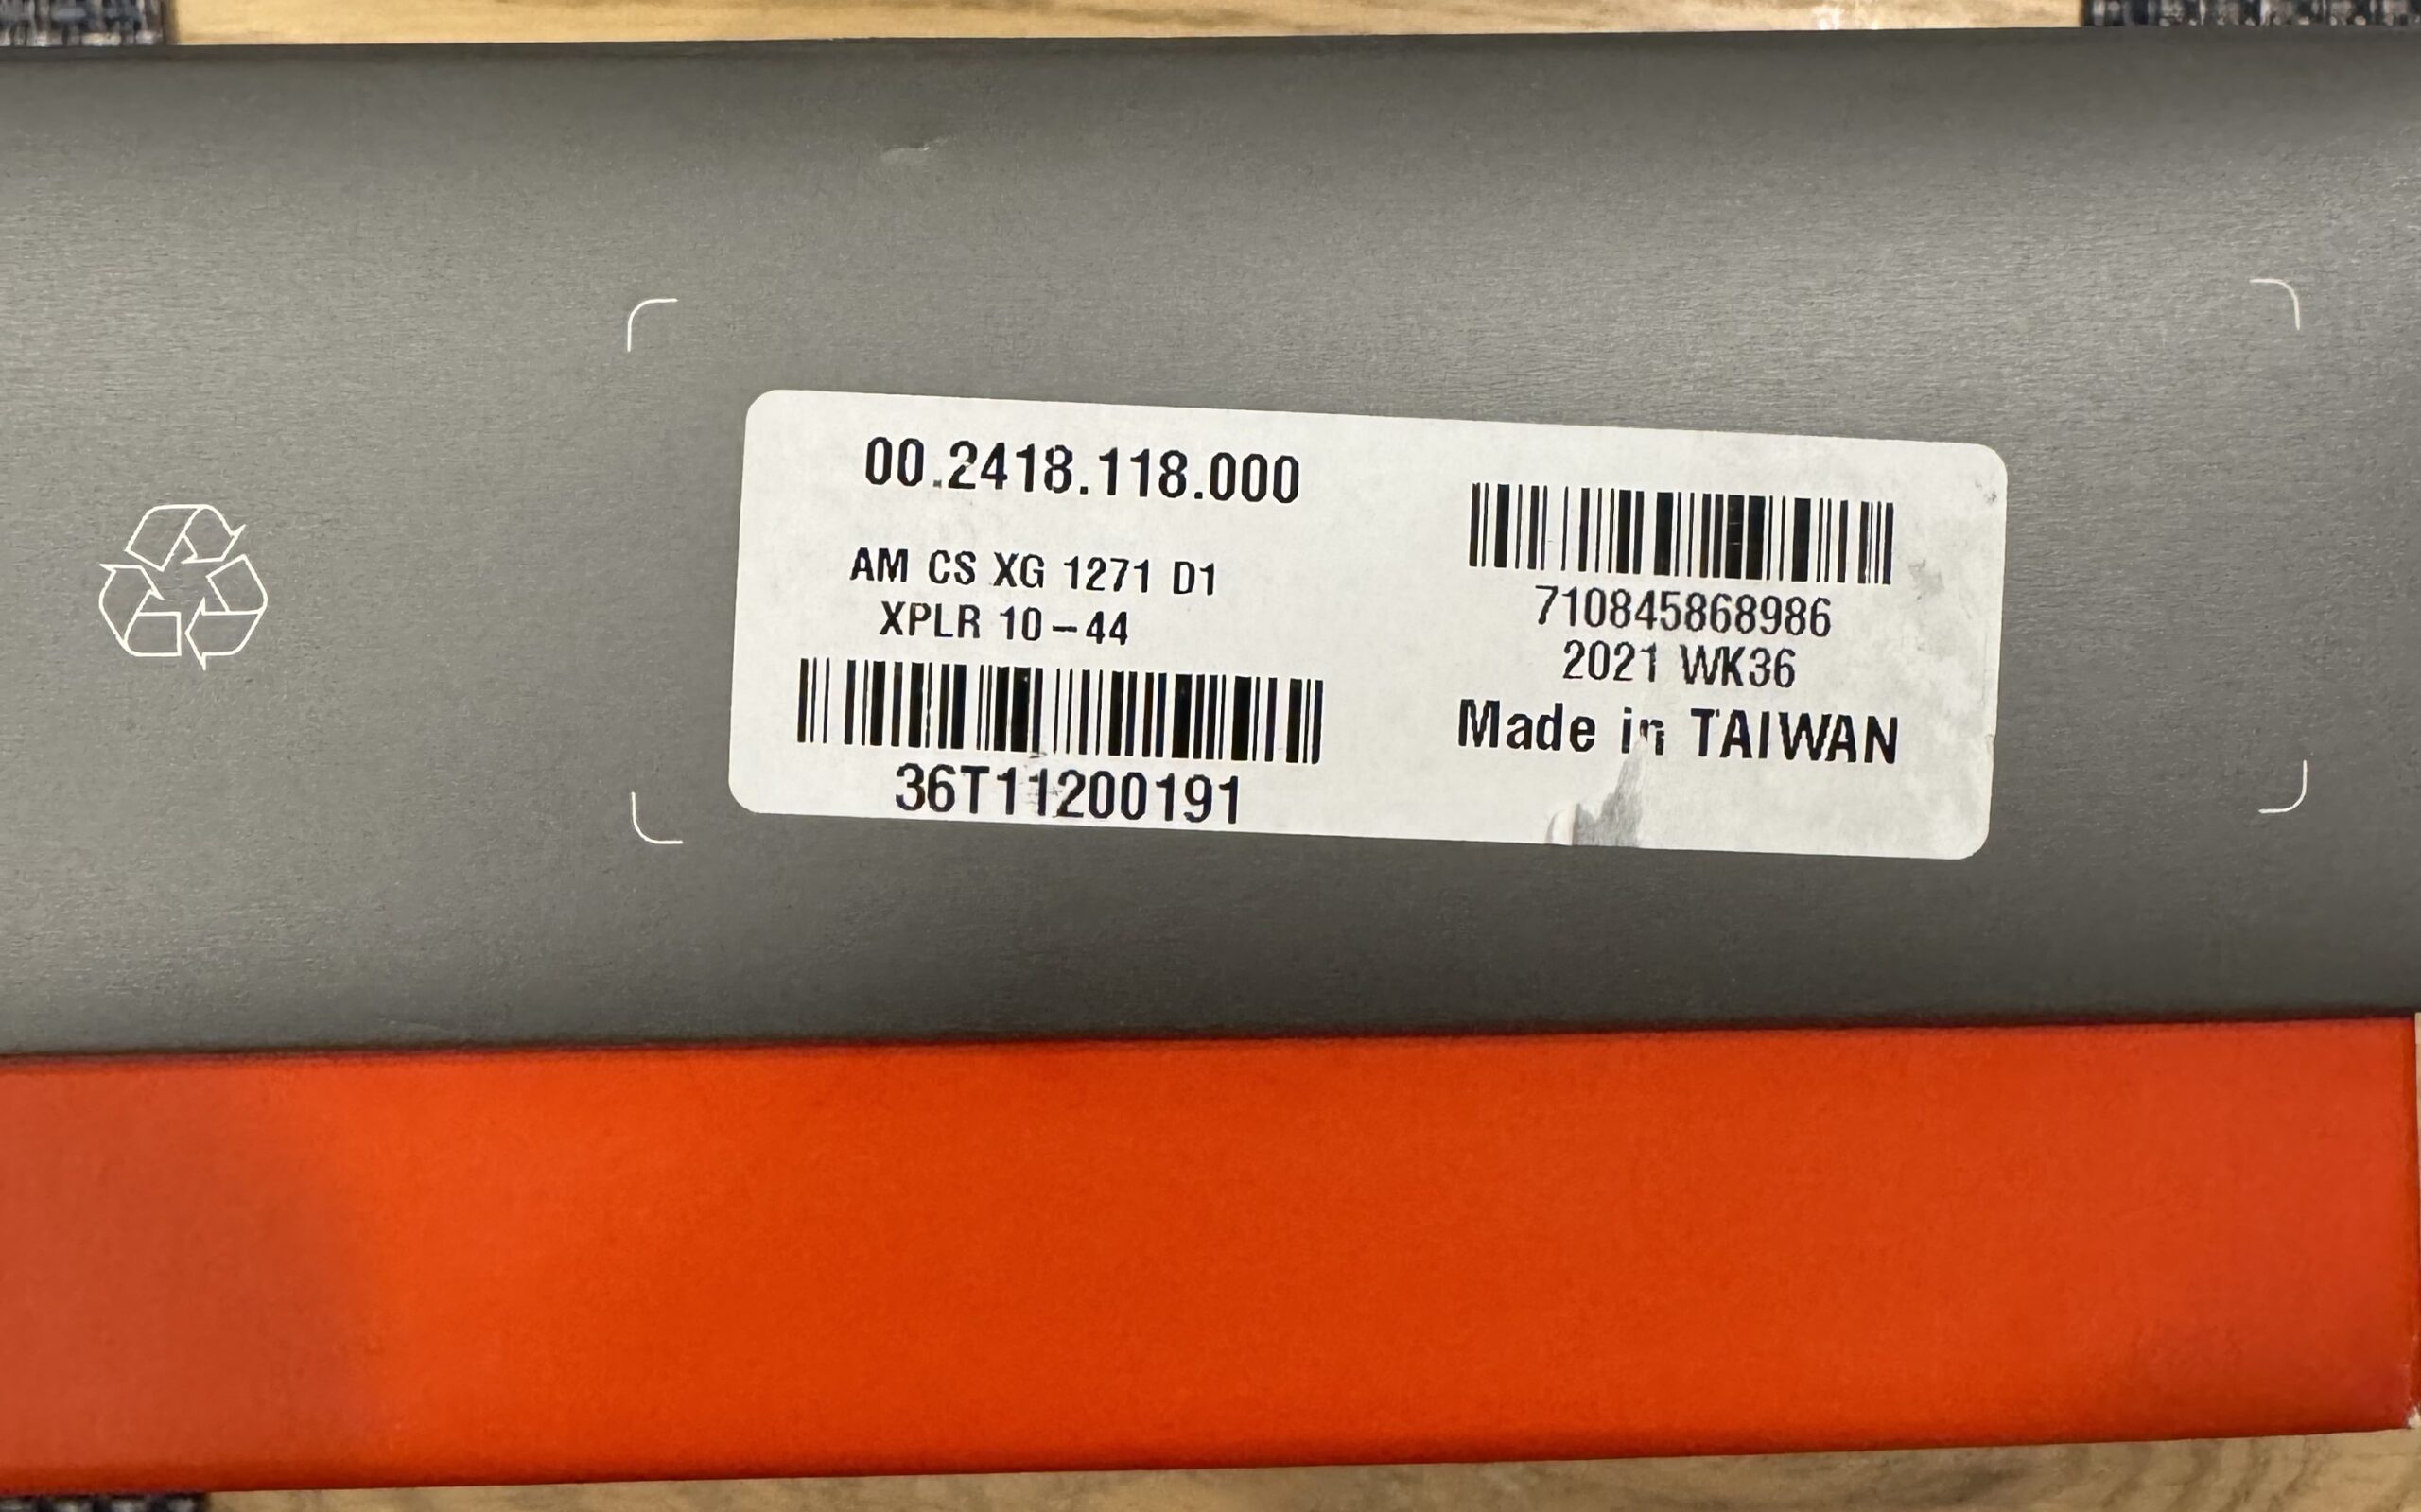 00.2418.118.000
AM CS XG 1271 D1
XPLR 10-44
36T11200191
710845868986
2021 WK36
Made in TAIWAN